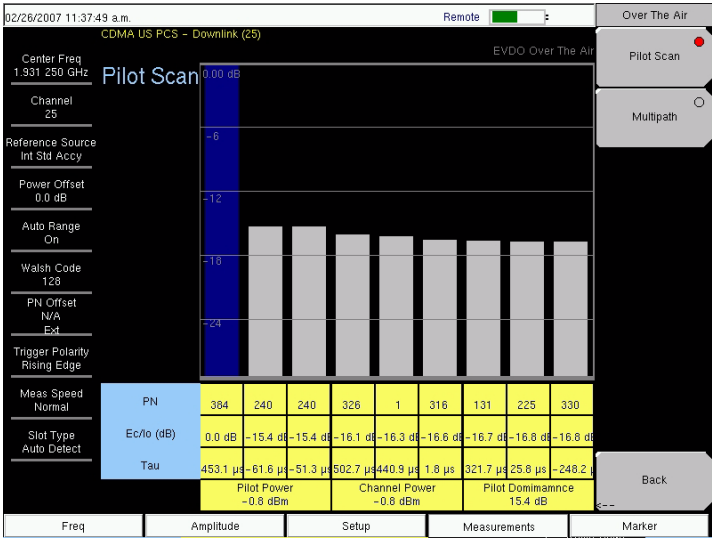 02/26/2007 11:37:49 a.m.
Remote
Over The Air
CDMA US PCS - Downlink (25)
EVDO Over The Air
Pilot Scan
Center Freq
1.931 250 GHz
Channel
25
Reference Source
Int Std Accy
Power Offset
0.0 dB
Auto Range
On
Walsh Code
128
PN Offset
N/A
Ext
Trigger Polarity
Rising Edge
Meas Speed
Normal
Slot Type
Auto Detect
0.00 dB
-6
-12
-18
-24
PN 384 240 240 326 1 316 131 225 330
Ec/Io (dB) 0.0 dB -15.4 dB -15.4 dB -16.1 dB -16.3 dB -16.6 dB -16.7 dB -16.8 dB -16.8 dB
Tau 453.1 µs -61.6 µs -51.3 µs 502.7 µs 440.9 µs 1.8 µs 321.7 µs 25.8 µs -248.2 µ
Pilot Power
-0.8 dBm
Channel Power
-0.8 dBm
Pilot Domimamnce
15.4 dB
Pilot Scan
Multipath
Back
<--
Freq
Amplitude
Setup
Measurements
Marker